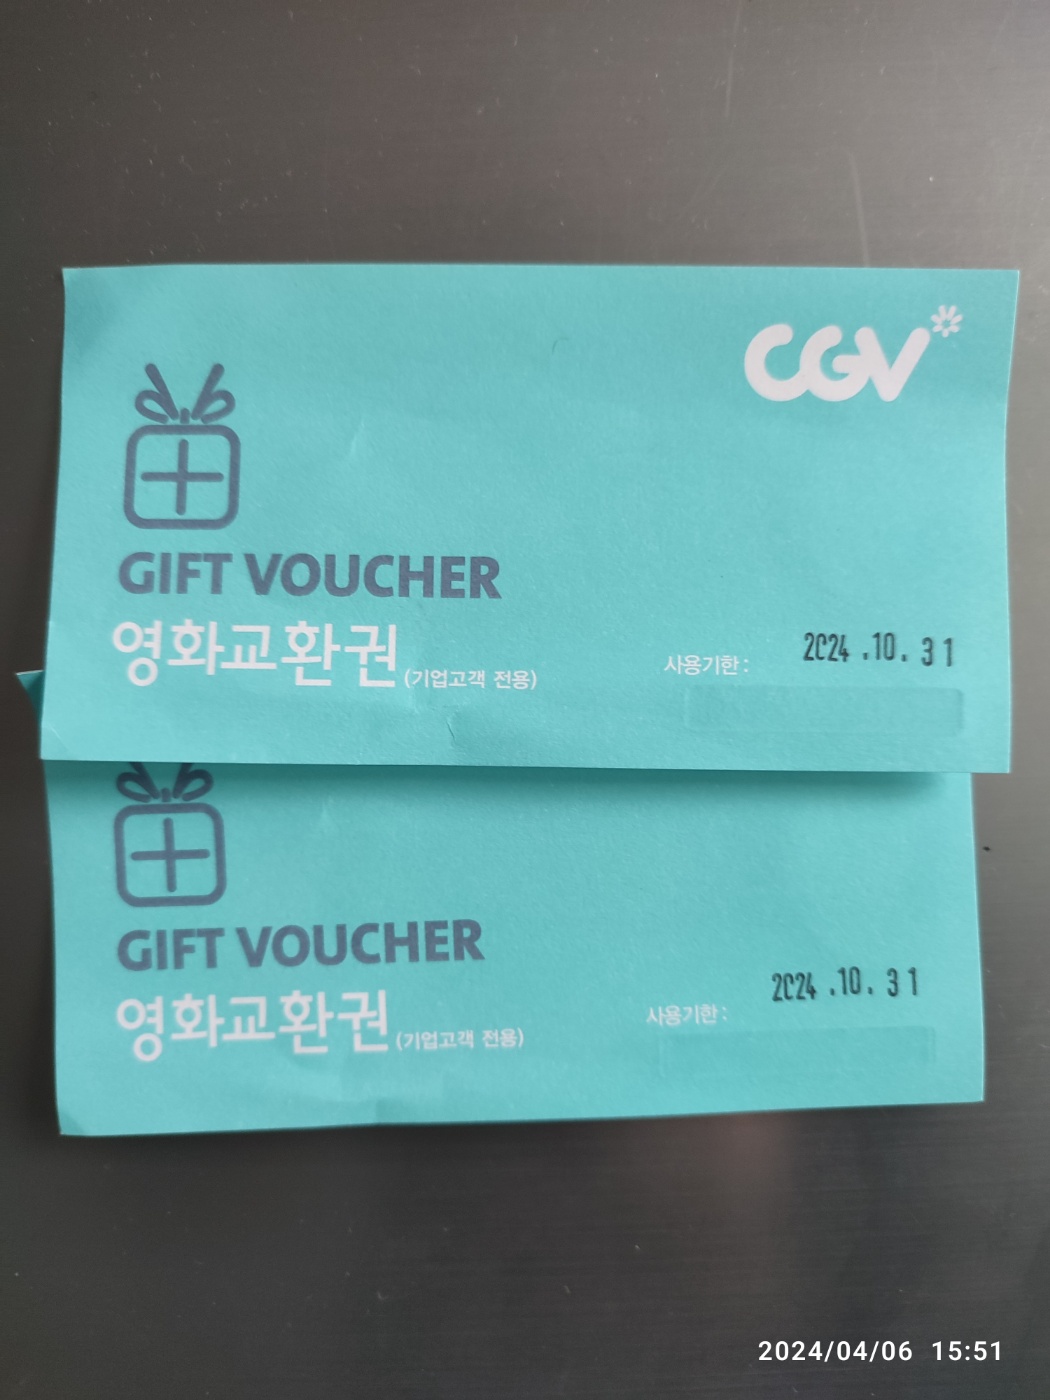 CGV
GIFT VOUCHER
영화교환권 (기업고객 전용)
사용기한 : 2024.10.31
GIFT VOUCHER
영화교환권 (기업고객 전용)
사용기한 : 2024.10.31
2024/04/06 15:51